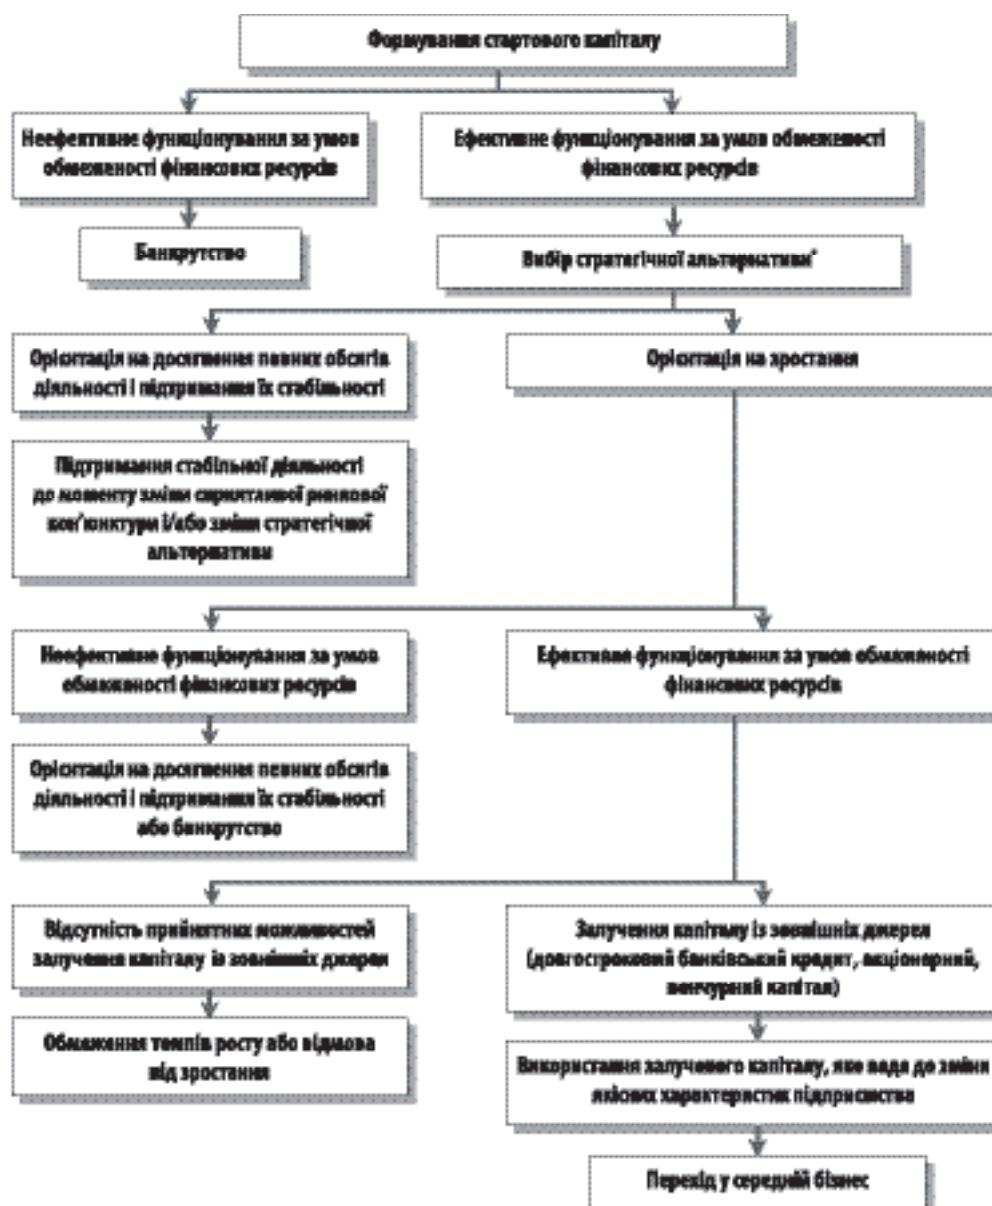 Формування стартового капіталу
Неефективне функціонування за умов
обмеженості фінансових ресурсів
Ефективне функціонування за умов обмеженості
фінансових ресурсів
Банкрутство
Вибір стратегічної альтернативи*
Орієнтація на досягнення певних обсягів
діяльності і підтримання їх стабільності
Орієнтація на зростання
Підтримання стабільної діяльності
до моменту зміни сприятливої ринкової
кон'юнктури і/або зміни стратегічної
альтернативи
Неефективне функціонування за умов
обмеженості фінансових ресурсів
Ефективне функціонування за умов обмеженості
фінансових ресурсів
Орієнтація на досягнення певних обсягів
діяльності і підтримання їх стабільності
або банкрутство
Відсутність прийнятних можливостей
залучення капіталу із зовнішніх джерел
Залучення капіталу із зовнішніх джерел
(довгостроковий банківський кредит, акціонерний,
венчурний капітал)
Обмеження темпів росту або відмова
від зростання
Використання залученого капіталу, яке веде до зміни
якісних характеристик підприємства
Перехід у середній бізнес